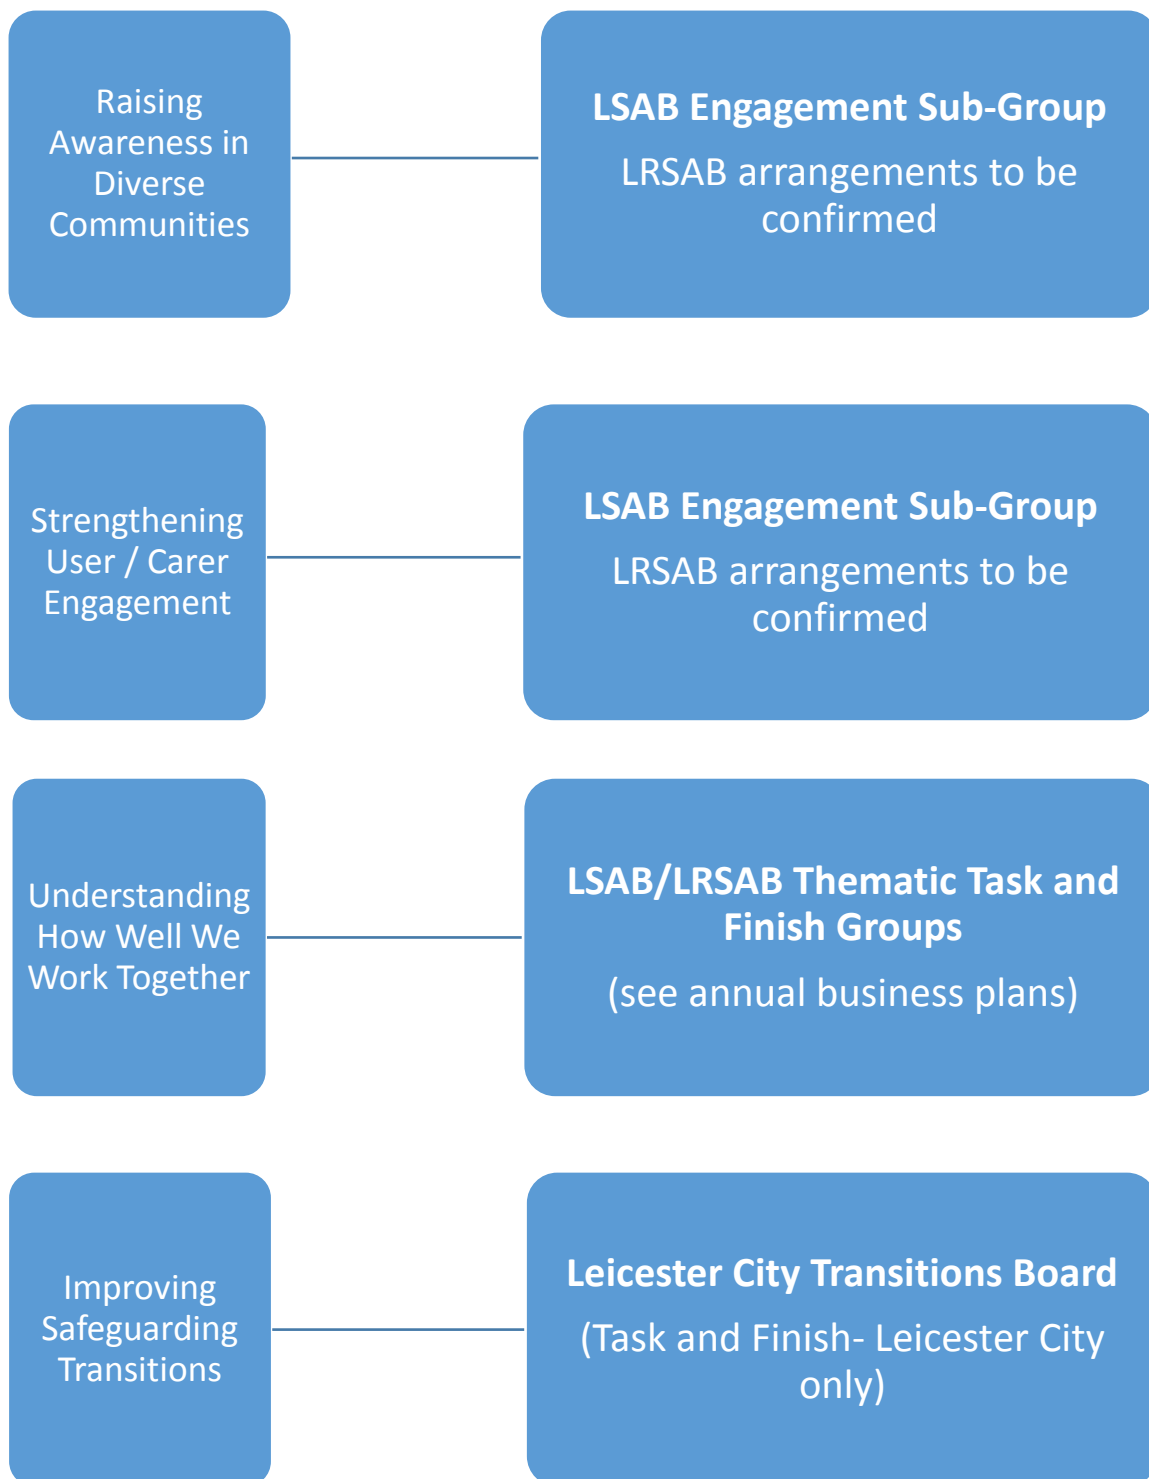 Raising
Awareness in
Diverse
Communities
LSAB Engagement Sub-Group
LRSAB arrangements to be
confirmed
Strengthening
User / Carer
Engagement
LSAB Engagement Sub-Group
LRSAB arrangements to be
confirmed
Understanding
How Well We
Work Together
LSAB/LRSAB Thematic Task and
Finish Groups
(see annual business plans)
Improving
Safeguarding
Transitions
Leicester City Transitions Board
(Task and Finish- Leicester City
only)